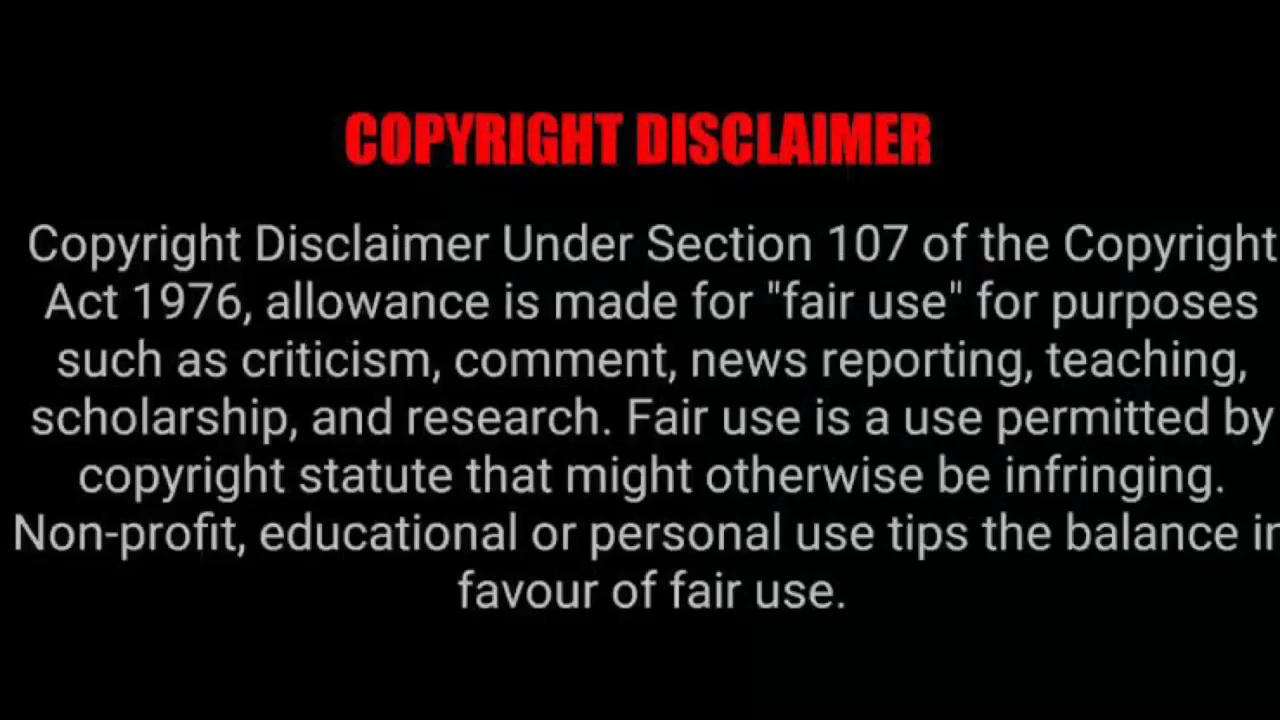 COPYRIGHT DISCLAIMER
Copyright Disclaimer Under Section 107 of the Copyright
Act 1976, allowance is made for "fair use" for purposes
such as criticism, comment, news reporting, teaching,
scholarship, and research. Fair use is a use permitted by
copyright statute that might otherwise be infringing.
Non-profit, educational or personal use tips the balance in
favour of fair use.